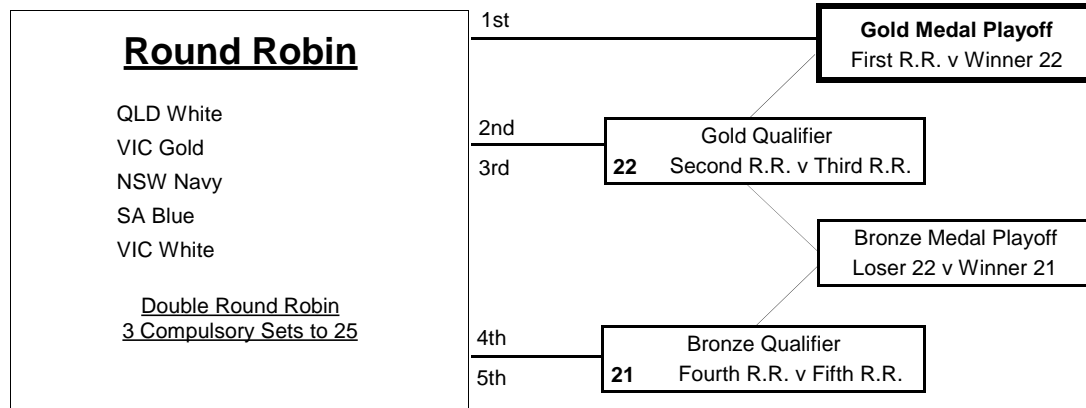 Round Robin
QLD White
VIC Gold
NSW Navy
SA Blue
VIC White
Double Round Robin
3 Compulsory Sets to 25
1st
2nd
3rd
4th
5th
Gold Medal Playoff
First R.R. v Winner 22
Gold Qualifier
22 Second R.R. v Third R.R.
Bronze Medal Playoff
Loser 22 v Winner 21
Bronze Qualifier
21 Fourth R.R. v Fifth R.R.